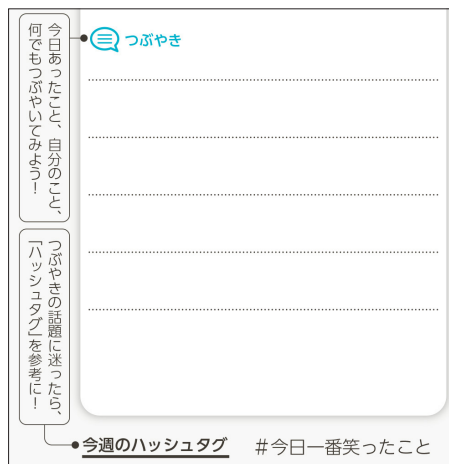 今日あったこと、自分のこと、
何でもつぶやいてみよう！
つぶやき
つぶやきの話題に迷ったら、
「ハッシュタグ」を参考に！
今週のハッシュタグ　＃今日一番笑ったこと